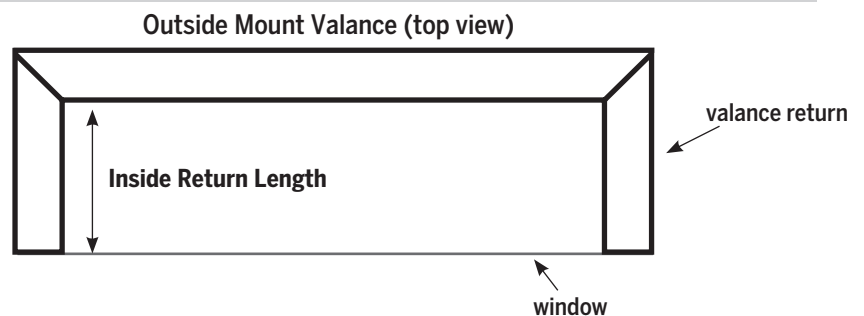 Outside Mount Valance (top view)
valance return
Inside Return Length
window